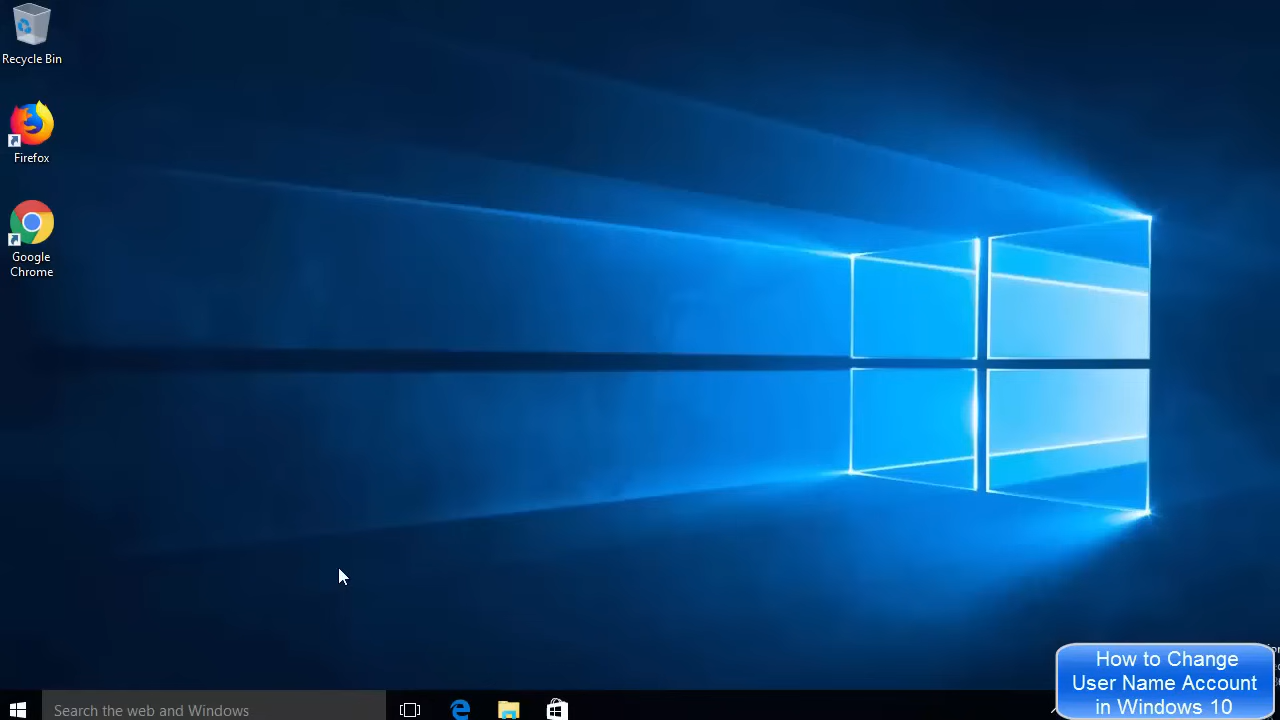 Recycle Bin
Firefox
Google
Chrome
Search the web and Windows
How to Change
User Name Account
in Windows 10